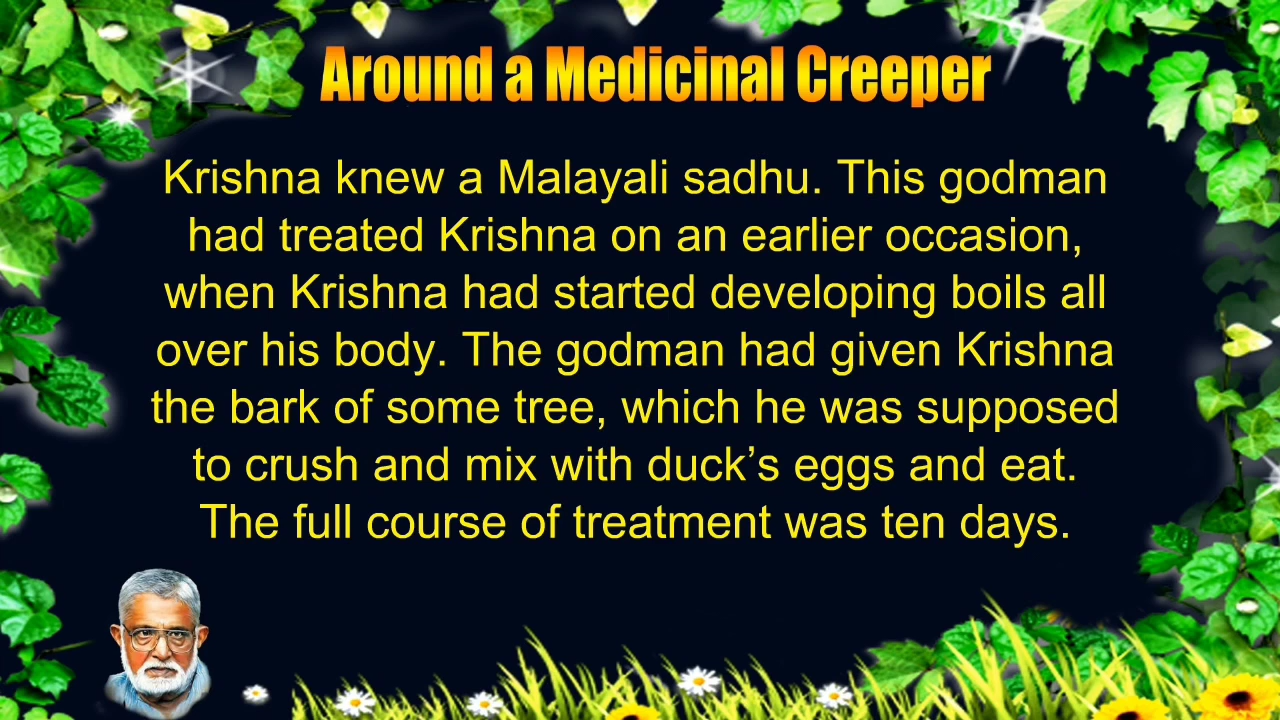 Around a Medicinal Creeper
Krishna knew a Malayali sadhu. This godman
had treated Krishna on an earlier occasion,
when Krishna had started developing boils all
over his body. The godman had given Krishna
the bark of some tree, which he was supposed
to crush and mix with duck’s eggs and eat.
The full course of treatment was ten days.